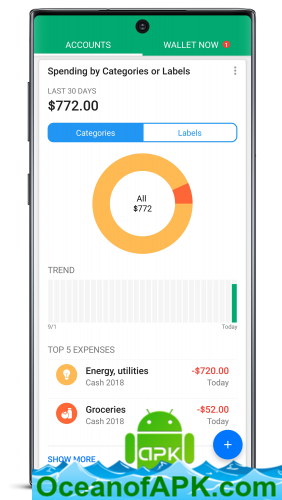 ACCOUNTS WALLET NOW 1
Spending by Categories or Labels
LAST 30 DAYS
$772.00
Categories Labels
All
$772
TREND
9/1 Today
TOP 5 EXPENSES
Energy, utilities -$720.00
Cash 2018 Today
Groceries -$52.00
Cash 2018 Today
SHOW MORE
+
APK
OceanofAPK.com